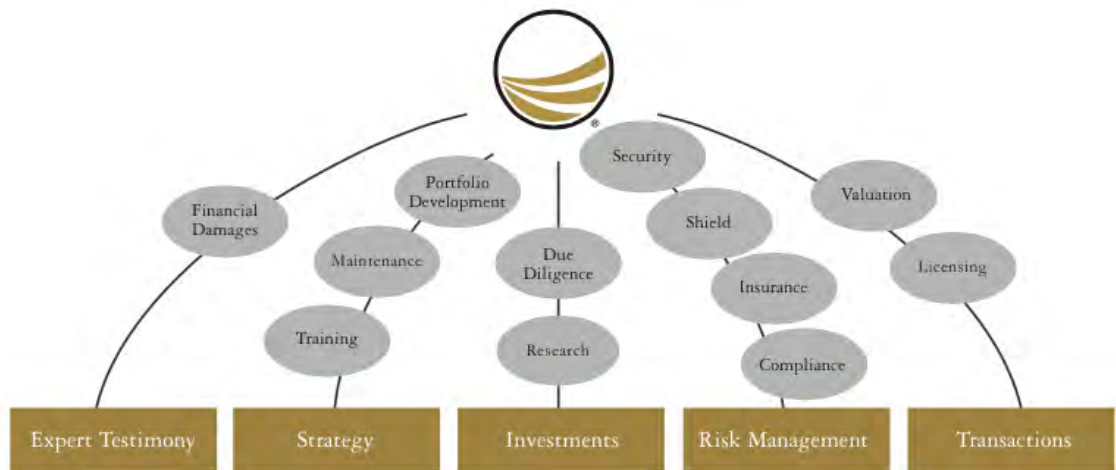 ®
Security
Portfolio
Development
Valuation
Financial
Damages
Shield
Maintenance
Due
Diligence
Licensing
Insurance
Training
Research
Compliance
Expert Testimony
Strategy
Investments
Risk Management
Transactions